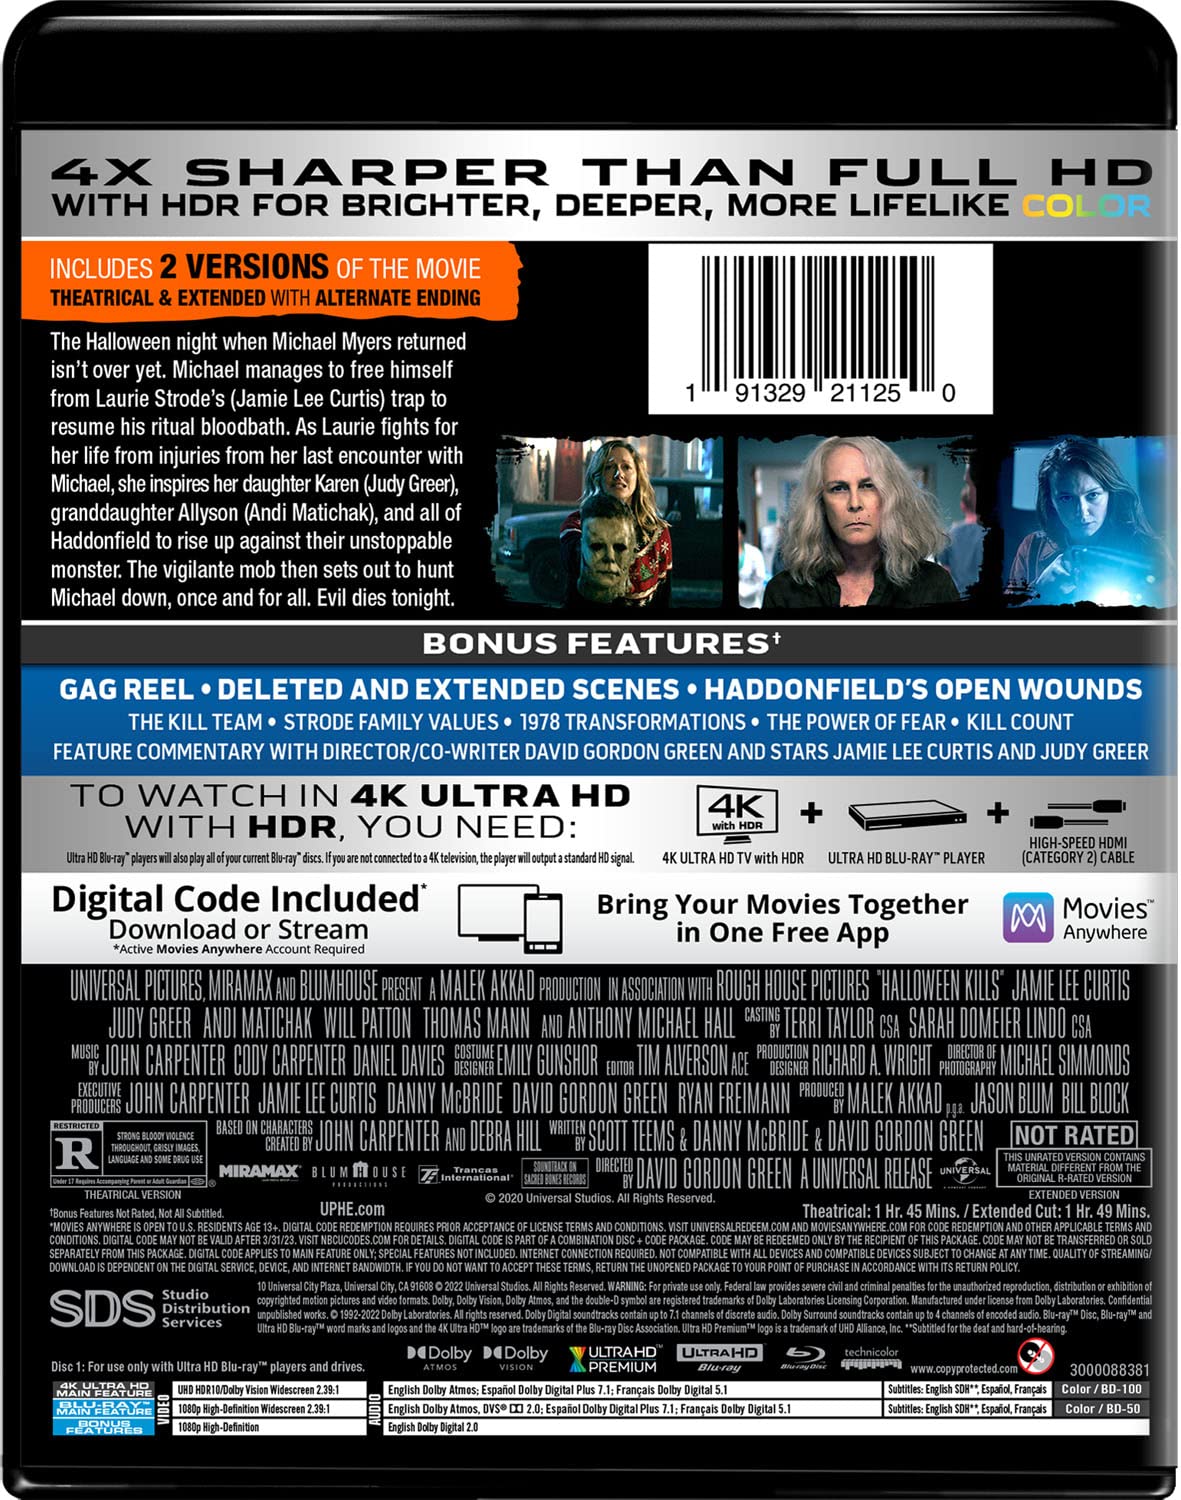 4X SHARPER THAN FULL HD
WITH HDR FOR BRIGHTER, DEEPER, MORE LIFELIKE COLOR
INCLUDES 2 VERSIONS OF THE MOVIE
THEATRICAL & EXTENDED WITH ALTERNATE ENDING
The Halloween night when Michael Myers returned
isn't over yet. Michael manages to free himself
from Laurie Strode's (Jamie Lee Curtis) trap to
resume his ritual bloodbath. As Laurie fights for
her life from injuries from her last encounter with
Michael, she inspires her daughter Karen (Judy Greer),
granddaughter Allyson (Andi Matichak), and all of
Haddonfield to rise up against their unstoppable
monster. The vigilante mob then sets out to hunt
Michael down, once and for all. Evil dies tonight.
1 91329 21125 0
BONUS FEATURES†
GAG REEL • DELETED AND EXTENDED SCENES • HADDONFIELD'S OPEN WOUNDS
THE KILL TEAM • STRODE FAMILY VALUES • 1978 TRANSFORMATIONS • THE POWER OF FEAR • KILL COUNT
FEATURE COMMENTARY WITH DIRECTOR/CO-WRITER DAVID GORDON GREEN AND STARS JAMIE LEE CURTIS AND JUDY GREER
TO WATCH IN 4K ULTRA HD
WITH HDR, YOU NEED:
Ultra HD Blu-ray™ players will also play all of your current Blu-ray™ discs. If you are not connected to a 4K television, the player will output a standard HD signal.
4K
with HDR
+
+
4K ULTRA HD TV with HDR
ULTRA HD BLU-RAY™ PLAYER
HIGH-SPEED HDMI
(CATEGORY 2) CABLE
Digital Code Included*
Download or Stream
*Active Movies Anywhere Account Required
Bring Your Movies Together
in One Free App
Movies™
Anywhere
UNIVERSAL PICTURES, MIRAMAX AND BLUMHOUSE PRESENT A MALEK AKKAD PRODUCTION IN ASSOCIATION WITH ROUGH HOUSE PICTURES "HALLOWEEN KILLS" JAMIE LEE CURTIS
JUDY GREER ANDI MATICHAK WILL PATTON THOMAS MANN AND ANTHONY MICHAEL HALL CASTING BY TERRI TAYLOR CSA SARAH DOMEIER LINDO CSA
MUSIC BY JOHN CARPENTER CODY CARPENTER DANIEL DAVIES COSTUME DESIGNER EMILY GUNSHOR EDITOR TIM ALVERSON ACE PRODUCTION DESIGNER RICHARD A. WRIGHT DIRECTOR OF PHOTOGRAPHY MICHAEL SIMMONDS
EXECUTIVE PRODUCERS JOHN CARPENTER JAMIE LEE CURTIS DANNY McBRIDE DAVID GORDON GREEN RYAN FREIMANN PRODUCED BY MALEK AKKAD p.g.a. JASON BLUM BILL BLOCK
BASED ON CHARACTERS CREATED BY JOHN CARPENTER AND DEBRA HILL WRITTEN BY SCOTT TEEMS & DANNY McBRIDE & DAVID GORDON GREEN
RESTRICTED
R
STRONG BLOODY VIOLENCE
THROUGHOUT, GRISLY IMAGES,
LANGUAGE AND SOME DRUG USE
Under 17 Requires Accompanying Parent or Adult Guardian
®
THEATRICAL VERSION
MIRAMAX
BLUMHOUSE
PRODUCTIONS
Trancas
International
SOUNDTRACK ON
SACRED BONES RECORDS
DIRECTED BY DAVID GORDON GREEN A UNIVERSAL RELEASE
UNIVERSAL
NOT RATED
THIS UNRATED VERSION CONTAINS
MATERIAL DIFFERENT FROM THE
ORIGINAL R-RATED VERSION
EXTENDED VERSION
© 2020 Universal Studios. All Rights Reserved.
†Bonus Features Not Rated, Not All Subtitled.
UPHE.com
Theatrical: 1 Hr. 45 Mins. / Extended Cut: 1 Hr. 49 Mins.
*MOVIES ANYWHERE IS OPEN TO U.S. RESIDENTS AGE 13+. DIGITAL CODE REDEMPTION REQUIRES PRIOR ACCEPTANCE OF LICENSE TERMS AND CONDITIONS. VISIT UNIVERSALREDEEM.COM AND MOVIESANYWHERE.COM FOR CODE REDEMPTION AND OTHER APPLICABLE TERMS AND
CONDITIONS. DIGITAL CODE MAY NOT BE VALID AFTER 3/31/23. VISIT NBCUCODES.COM FOR DETAILS. DIGITAL CODE IS PART OF A COMBINATION DISC + CODE PACKAGE. CODE MAY BE REDEEMED ONLY BY THE RECIPIENT OF THIS PACKAGE. CODE MAY NOT BE TRANSFERRED OR SOLD
SEPARATELY FROM THIS PACKAGE. DIGITAL CODE APPLIES TO MAIN FEATURE ONLY; SPECIAL FEATURES NOT INCLUDED. INTERNET CONNECTION REQUIRED. NOT COMPATIBLE WITH ALL DEVICES AND COMPATIBLE DEVICES SUBJECT TO CHANGE AT ANY TIME. QUALITY OF STREAMING/
DOWNLOAD IS DEPENDENT ON THE DIGITAL SERVICE, DEVICE, AND INTERNET BANDWIDTH. IF YOU DO NOT WANT TO ACCEPT THESE TERMS, RETURN THE UNOPENED PACKAGE TO YOUR POINT OF PURCHASE IN ACCORDANCE WITH ITS RETURN POLICY.
SDS Studio
Distribution
Services
10 Universal City Plaza, Universal City, CA 91608 © 2022 Universal Studios. All Rights Reserved. WARNING: For private use only. Federal law provides severe civil and criminal penalties for the unauthorized reproduction, distribution or exhibition of
copyrighted motion pictures and video formats. Dolby, Dolby Vision, Dolby Atmos, and the double-D symbol are registered trademarks of Dolby Laboratories Licensing Corporation. Manufactured under license from Dolby Laboratories. Confidential
unpublished works. © 1992-2022 Dolby Laboratories. All rights reserved. Dolby Digital soundtracks contain up to 7.1 channels of discrete audio. Dolby Surround soundtracks contain up to 4 channels of encoded audio. Blu-ray™ Disc, Blu-ray™ and
Ultra HD Blu-ray™ word marks and logos and the 4K Ultra HD™ logo are trademarks of the Blu-ray Disc Association. Ultra HD Premium™ logo is a trademark of UHD Alliance, Inc. **Subtitled for the deaf and hard-of-hearing.
Disc 1: For use only with Ultra HD Blu-ray™ players and drives.
Dolby
ATMOS
Dolby
VISION
ULTRAHD™
PREMIUM
ULTRA HD
Blu-ray
Blu-ray Disc
technicolor
www.copyprotected.com
3000088381
4K ULTRA HD
MAIN FEATURE
BLU-RAY™
MAIN FEATURE
BONUS
FEATURES
VIDEO
UHD HDR10/Dolby Vision Widescreen 2.39:1
1080p High-Definition Widescreen 2.39:1
1080p High-Definition
AUDIO
English Dolby Atmos; Español Dolby Digital Plus 7.1; Français Dolby Digital 5.1
English Dolby Atmos, DVS® 2.0; Español Dolby Digital Plus 7.1; Français Dolby Digital 5.1
English Dolby Digital 2.0
Subtitles: English SDH**, Español, Français
Subtitles: English SDH**, Español, Français
Color / BD-100
Color / BD-50